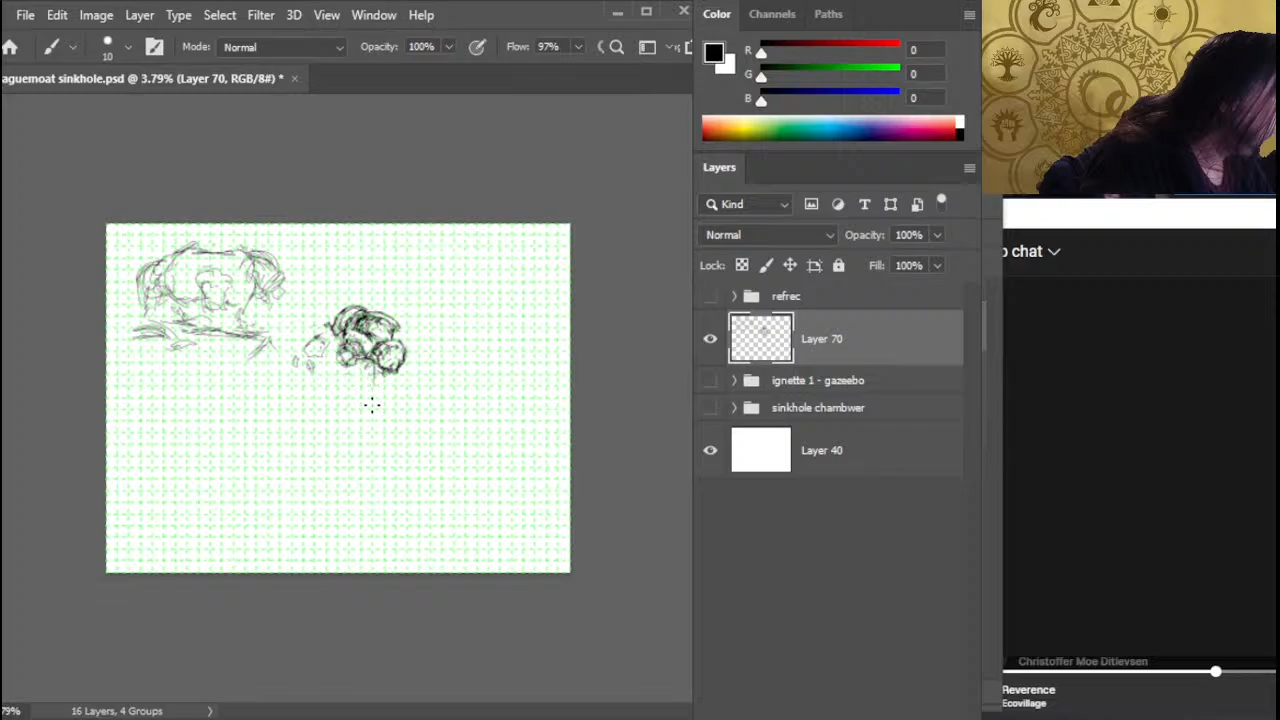 File Edit Image Layer Type Select Filter 3D View Window Help
10 Mode: Normal Opacity: 100% Flow: 97%
aguemoat sinkhole.psd @ 3.79% (Layer 70, RGB/8#) * ×
Color Channels Paths
R 0
G 0
B 0
Layers
Kind
Normal Opacity: 100%
Lock: Fill: 100%
refrec
Layer 70
ignette 1 - gazeebo
sinkhole chambwer
Layer 40
79% 16 Layers, 4 Groups
p chat
Christoffer Moe Ditlevsen
Reverence
Ecovillage